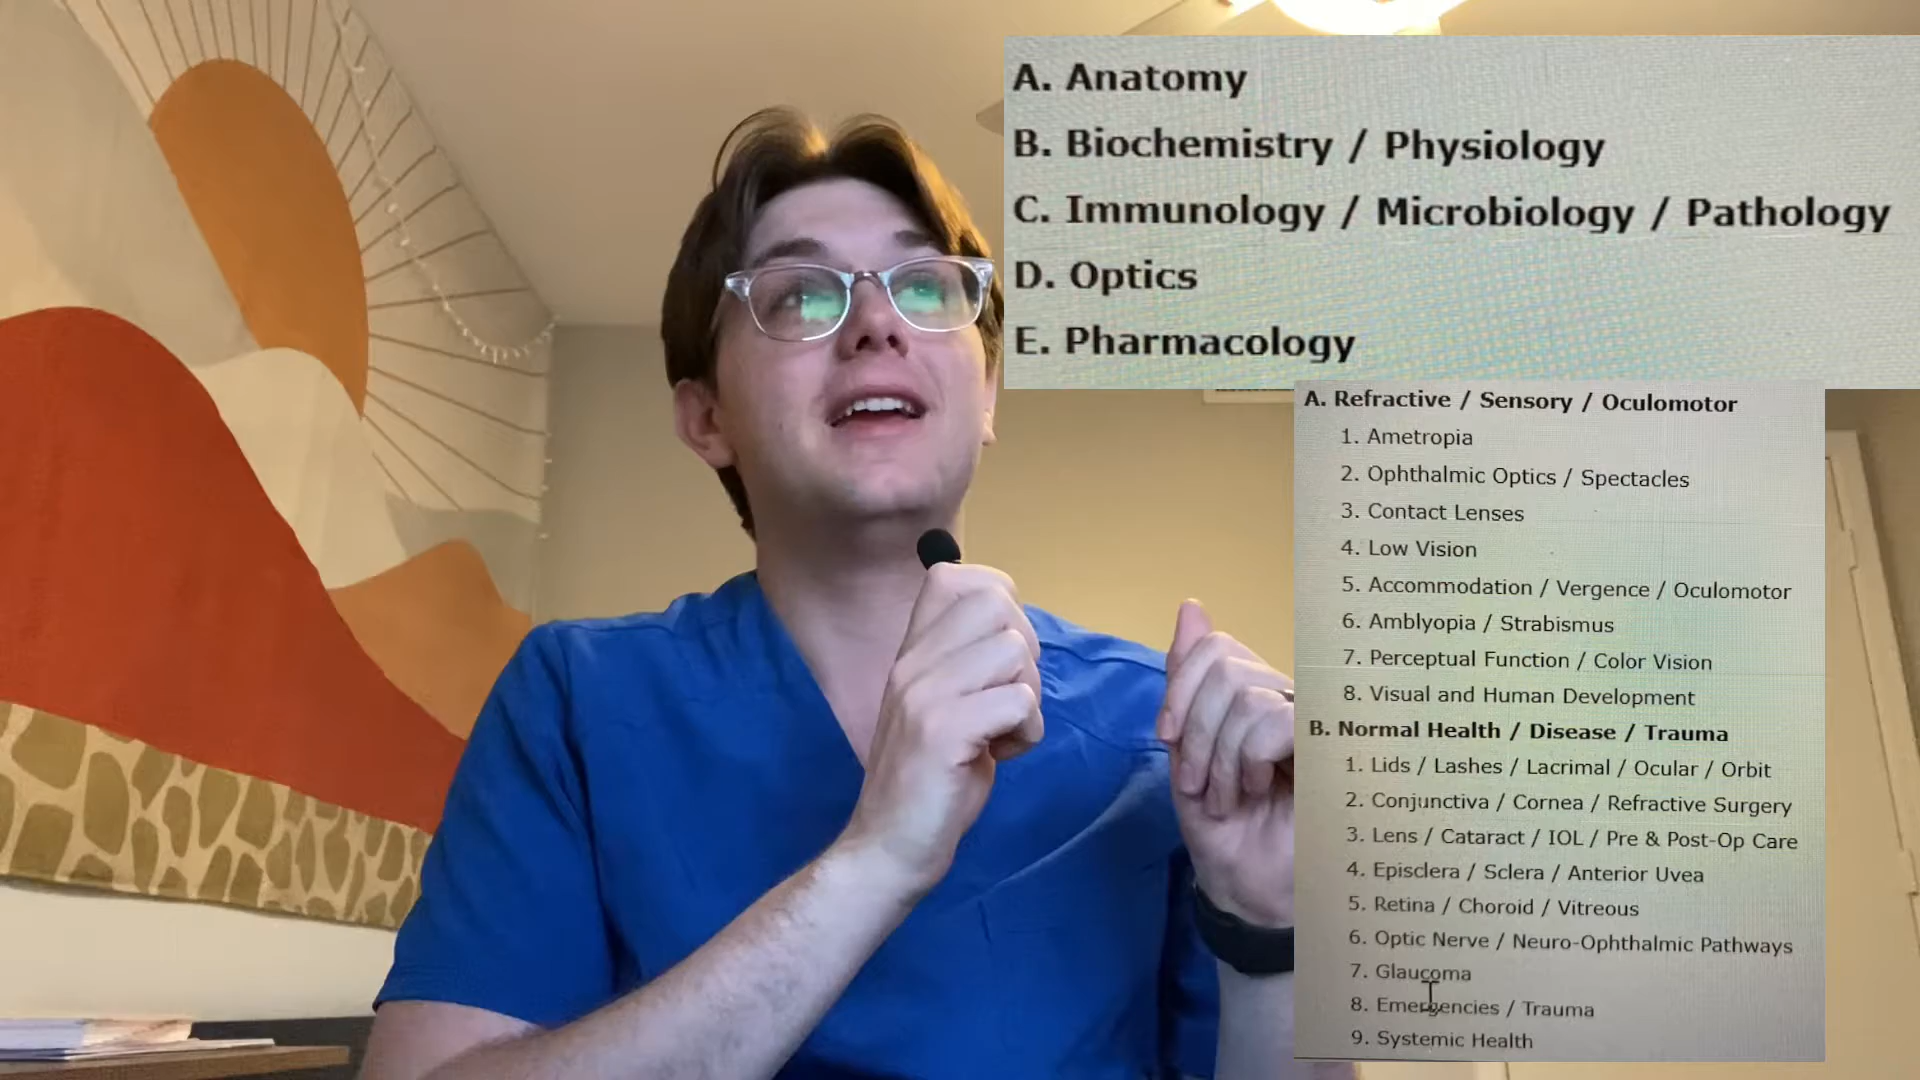 A. Anatomy
B. Biochemistry / Physiology
C. Immunology / Microbiology / Pathology
D. Optics
E. Pharmacology
A. Refractive / Sensory / Oculomotor
1. Ametropia
2. Ophthalmic Optics / Spectacles
3. Contact Lenses
4. Low Vision
5. Accommodation / Vergence / Oculomotor
6. Amblyopia / Strabismus
7. Perceptual Function / Color Vision
8. Visual and Human Development
B. Normal Health / Disease / Trauma
1. Lids / Lashes / Lacrimal / Ocular / Orbit
2. Conjunctiva / Cornea / Refractive Surgery
3. Lens / Cataract / IOL / Pre & Post-Op Care
4. Episclera / Sclera / Anterior Uvea
5. Retina / Choroid / Vitreous
6. Optic Nerve / Neuro-Ophthalmic Pathways
7. Glaucoma
8. Emergencies / Trauma
9. Systemic Health